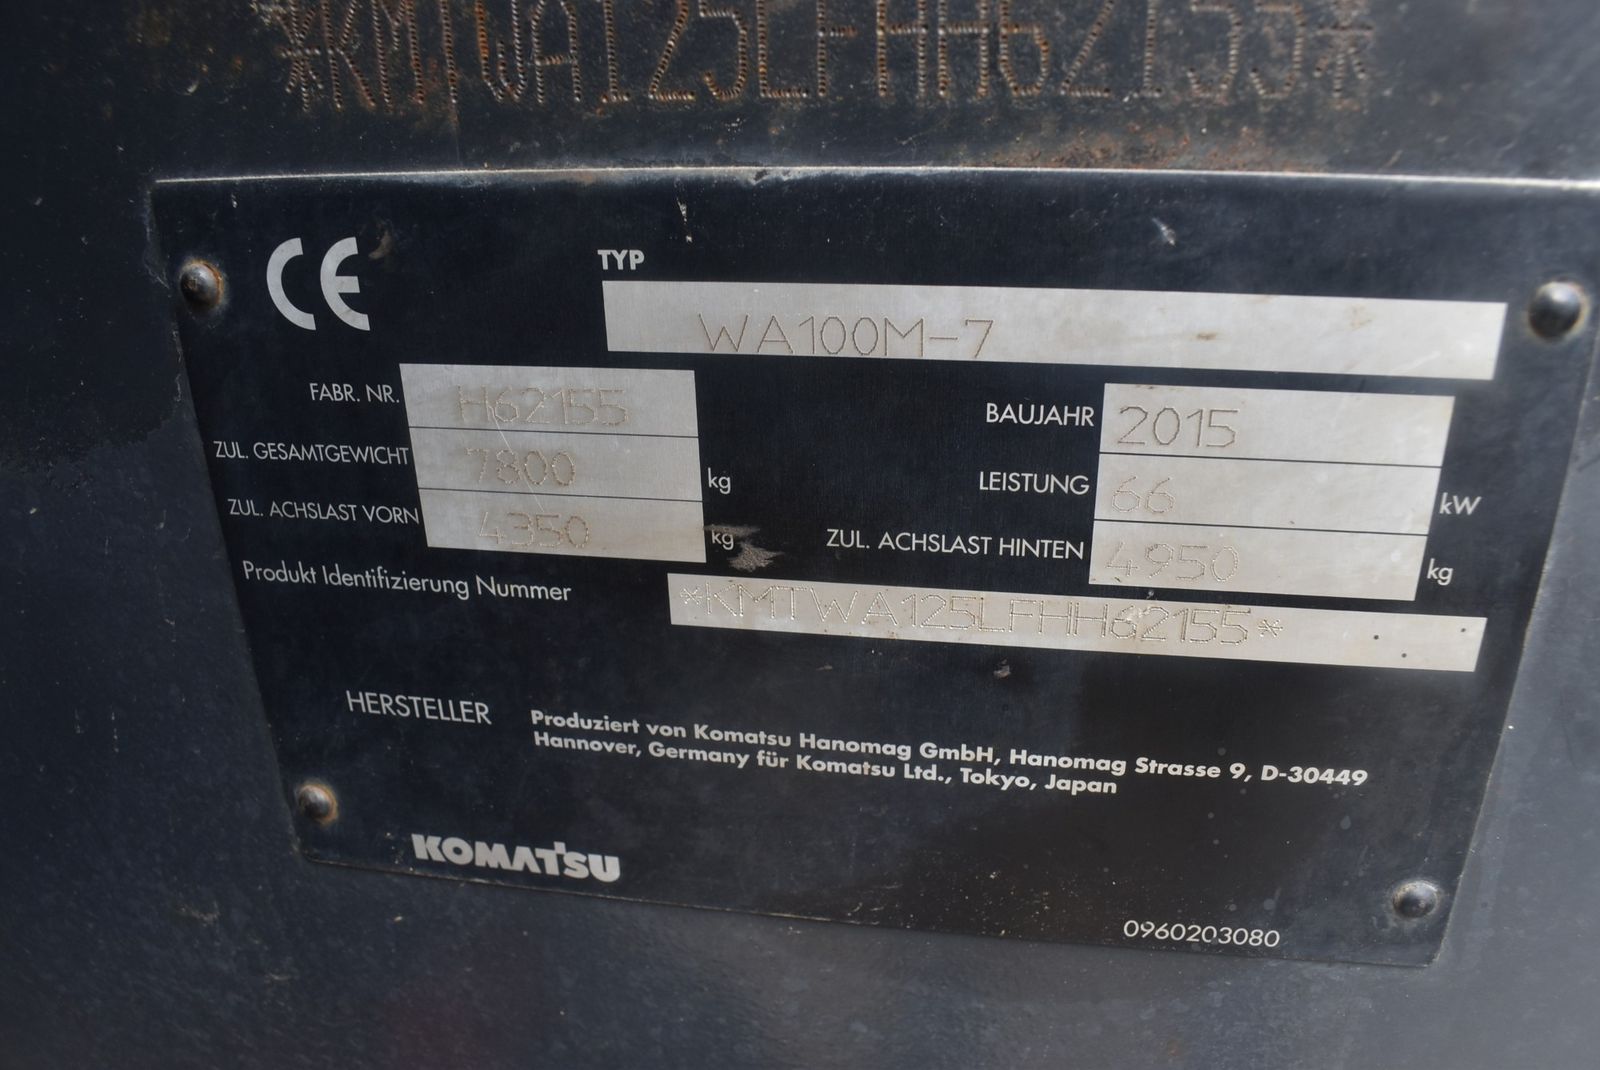 *KMTWA125LFHH62155*
CE
TYP
WA100M-7
FABR. NR. H62155
BAUJAHR 2015
ZUL. GESAMTGEWICHT 7800 kg
LEISTUNG 66 kW
ZUL. ACHSLAST VORN 4350 kg
ZUL. ACHSLAST HINTEN 4950 kg
Produkt Identifizierung Nummer *KMTWA125LFHH62155*
HERSTELLER Produziert von Komatsu Hanomag GmbH, Hanomag Strasse 9, D-30449
Hannover, Germany für Komatsu Ltd., Tokyo, Japan
KOMATSU
0960203080